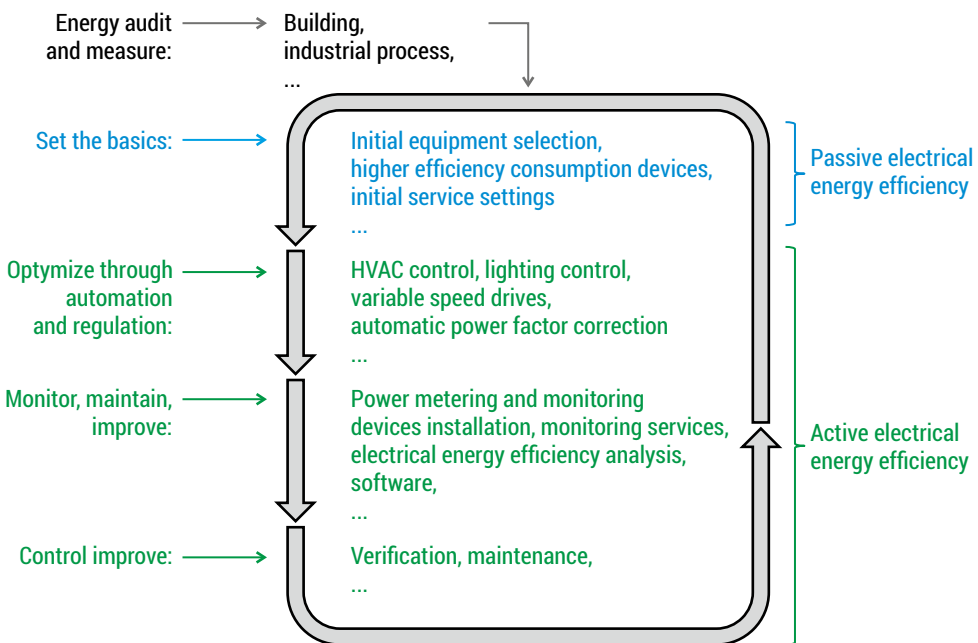 Energy audit
and measure:
Building,
industrial process,
...
Set the basics:
Initial equipment selection,
higher efficiency consumption devices,
initial service settings
...
Passive electrical
energy efficiency
Optymize through
automation
and regulation:
HVAC control, lighting control,
variable speed drives,
automatic power factor correction
...
Monitor, maintain,
improve:
Power metering and monitoring
devices installation, monitoring services,
electrical energy efficiency analysis,
software,
...
Active electrical
energy efficiency
Control improve:
Verification, maintenance,
...